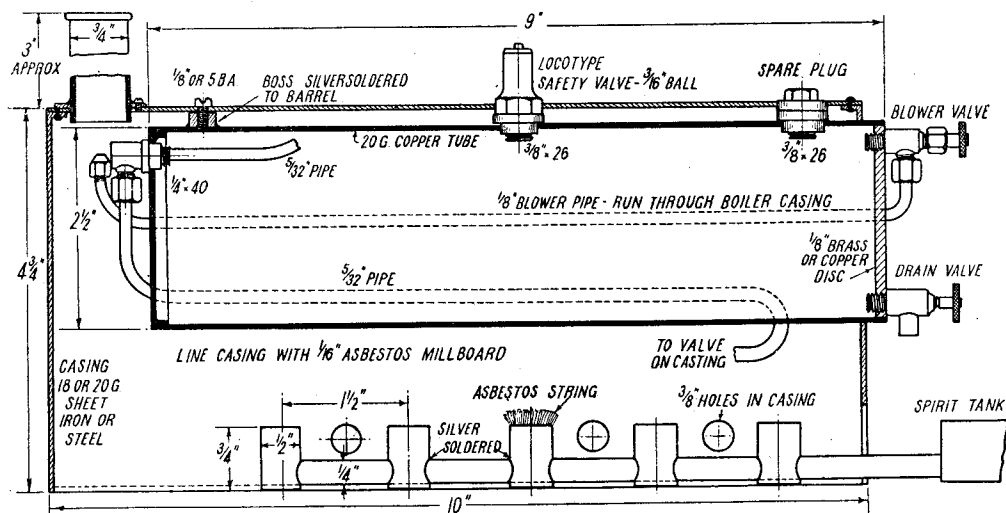 9"
3/4"
3"
APPROX
1/8" OR 5 B.A.
BOSS SILVERSOLDERED
TO BARREL
LOCOTYPE
SAFETY VALVE-3/16" BALL
SPARE PLUG
BLOWER VALVE
20 G. COPPER TUBE
3/8" × 26
3/8" × 26
5/32" PIPE
1/4" × 40
1/8" BLOWER PIPE - RUN THROUGH BOILER CASING
2 1/2"
4 3/4"
1/8" BRASS
OR COPPER
DISC
DRAIN VALVE
5/32" PIPE
LINE CASING WITH 1/16" ASBESTOS MILLBOARD
TO VALVE
ON CASTING
CASING
18 OR 20 G
SHEET
IRON OR
STEEL
1 1/2"
ASBESTOS STRING
3/8" HOLES IN CASING
SPIRIT TANK
1/2"
3/4"
SILVER
SOLDERED
1/4"
10"